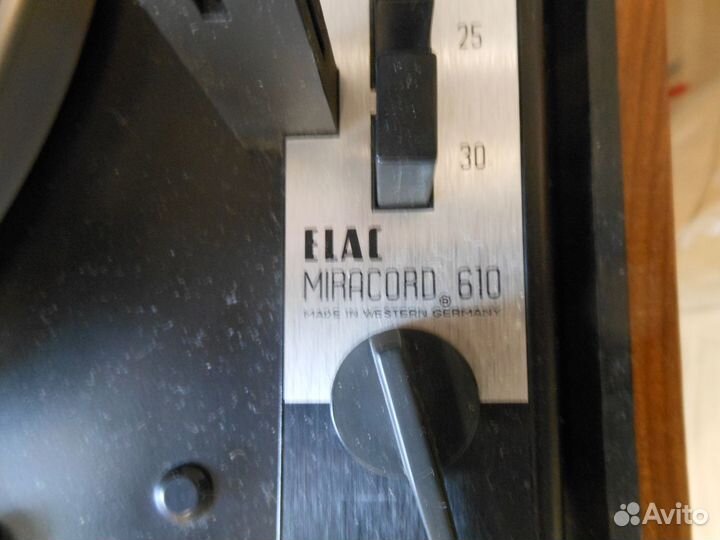 25
30
ELAC
MIRACORD® 610
MADE IN WESTERN GERMANY
Avito